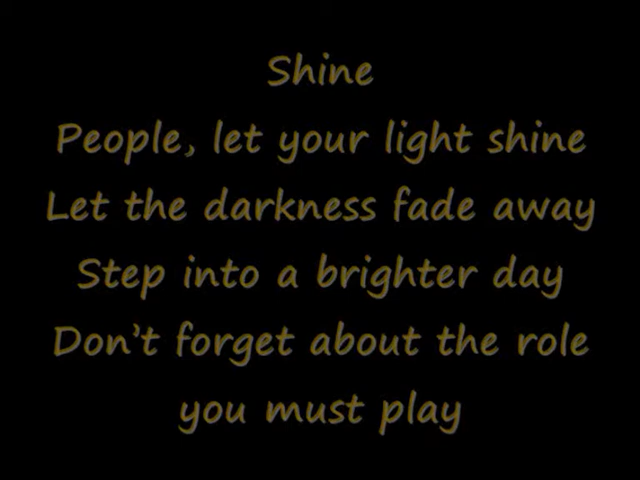 Shine
People, let your light shine
Let the darkness fade away
Step into a brighter day
Don't forget about the role
you must play